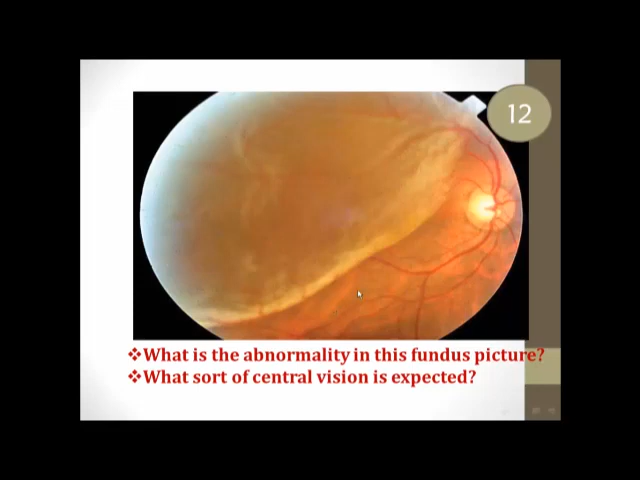 12
❖What is the abnormality in this fundus picture?
❖What sort of central vision is expected?